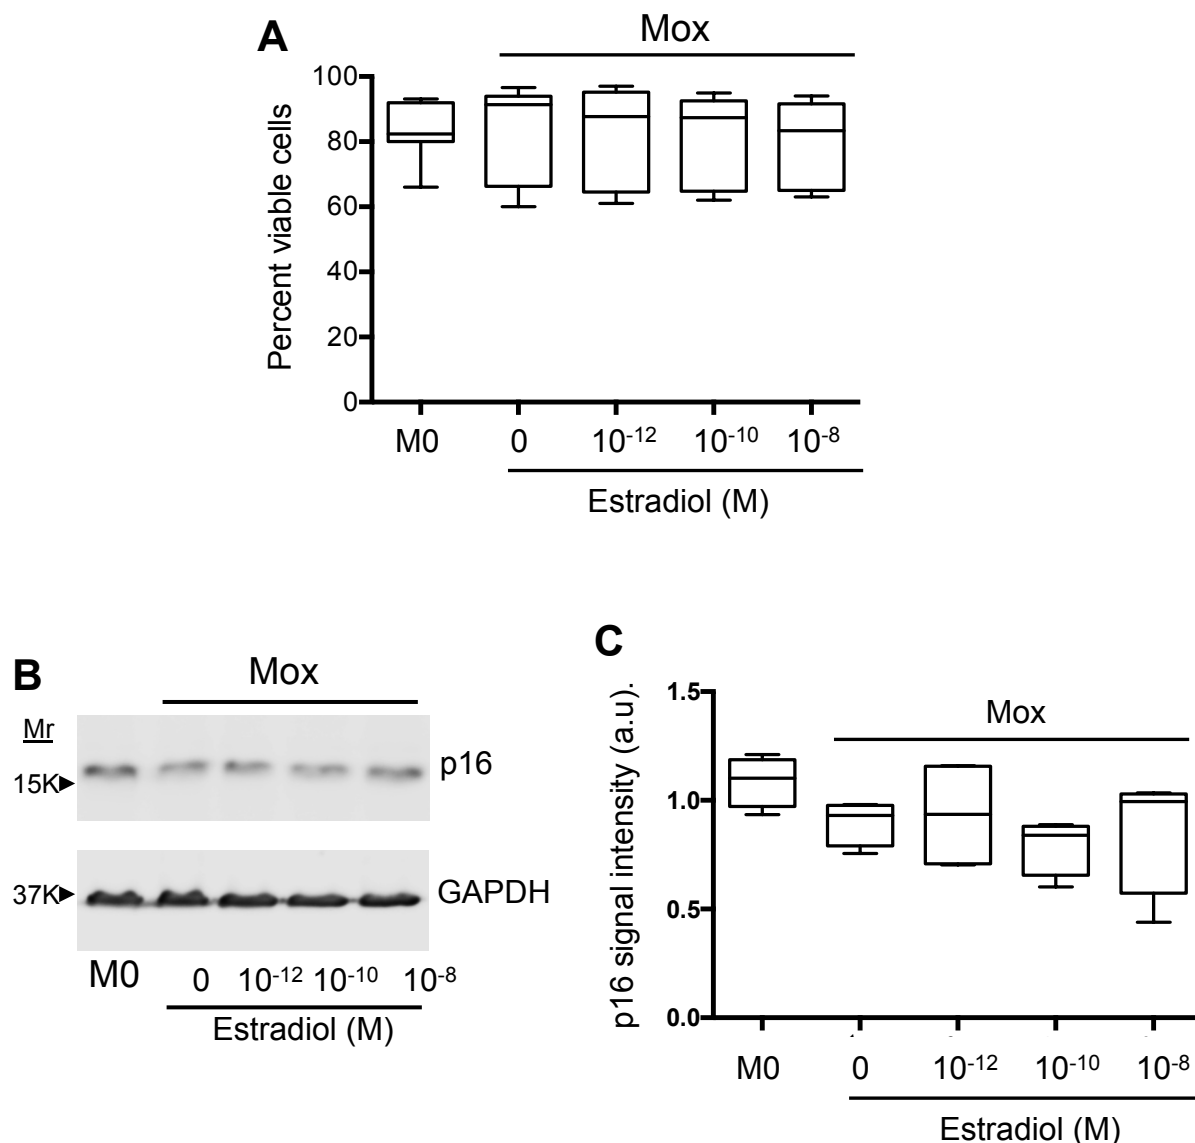 A
Mox
Percent viable cells
100
80
60
40
20
0
M0 0 10⁻¹² 10⁻¹⁰ 10⁻⁸
Estradiol (M)
B
Mox
Mr
15K
p16
37K
GAPDH
M0 0 10⁻¹² 10⁻¹⁰ 10⁻⁸
Estradiol (M)
C
p16 signal intensity (a.u).
Mox
1.5
1.0
0.5
0.0
M0 0 10⁻¹² 10⁻¹⁰ 10⁻⁸
Estradiol (M)